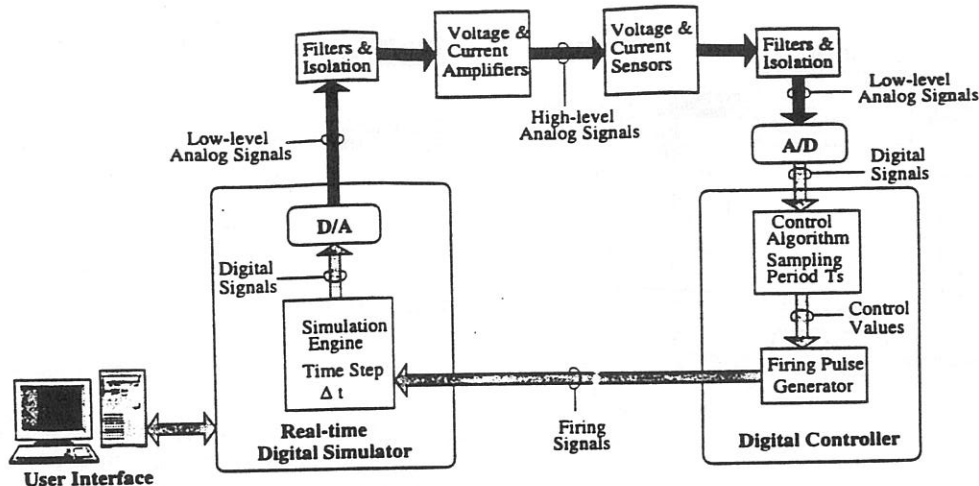 Filters &
Isolation
Voltage &
Current
Amplifiers
Voltage &
Current
Sensors
Filters &
Isolation
Low-level
Analog Signals
High-level
Analog Signals
Low-level
Analog Signals
A/D
Digital
Signals
D/A
Digital
Signals
Control
Algorithm
Sampling
Period Ts
Control
Values
Simulation
Engine
Time Step
Δ t
Firing Pulse
Generator
Firing
Signals
Real-time
Digital Simulator
Digital Controller
User Interface